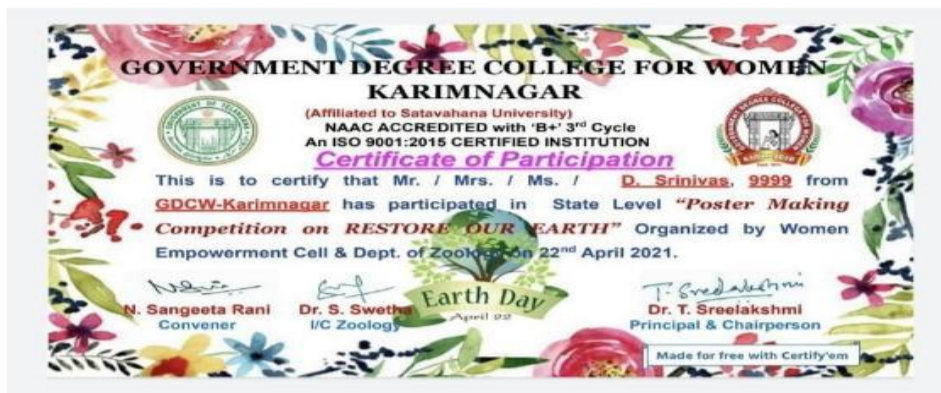 GOVERNMENT DEGREE COLLEGE FOR WOMEN
KARIMNAGAR
(Affiliated to Satavahana University)
NAAC ACCREDITED with 'B+' 3rd Cycle
An ISO 9001:2015 CERTIFIED INSTITUTION
Certificate of Participation
This is to certify that Mr. / Mrs. / Ms. / D. Srinivas, 9999 from
GDCW-Karimnagar has participated in State Level "Poster Making
Competition on RESTORE OUR EARTH" Organized by Women
Empowerment Cell & Dept. of Zoology on 22nd April 2021.
Earth Day
April 22
T. Sreelakshmi
N. Sangeeta Rani
Convener
Dr. S. Swetha
I/C Zoology
Dr. T. Sreelakshmi
Principal & Chairperson
Made for free with Certify'em